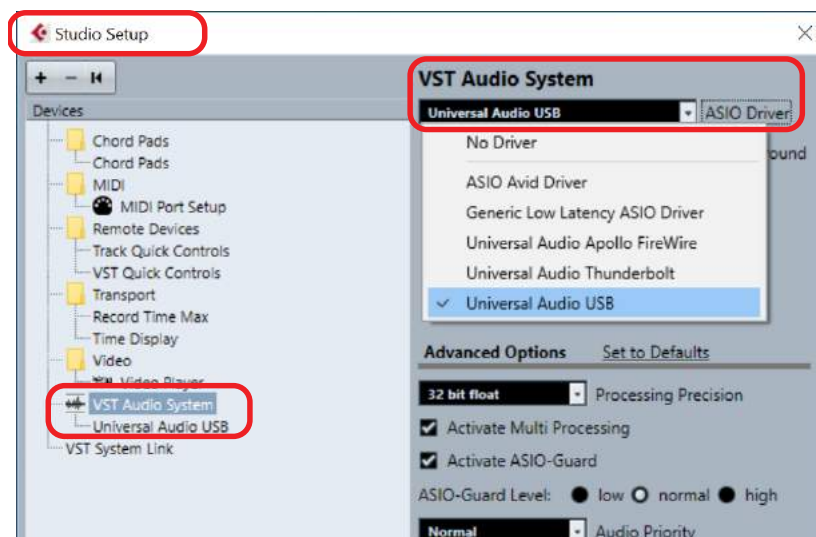 Studio Setup
Devices
Chord Pads
Chord Pads
MIDI
MIDI Port Setup
Remote Devices
Track Quick Controls
VST Quick Controls
Transport
Record Time Max
Time Display
Video
Video Player
VST Audio System
Universal Audio USB
VST System Link
VST Audio System
Universal Audio USB ASIO Driver
No Driver
ound
ASIO Avid Driver
Generic Low Latency ASIO Driver
Universal Audio Apollo FireWire
Universal Audio Thunderbolt
Universal Audio USB
Advanced Options Set to Defaults
32 bit float Processing Precision
Activate Multi Processing
Activate ASIO-Guard
ASIO-Guard Level: low normal high
Normal Audio Priority